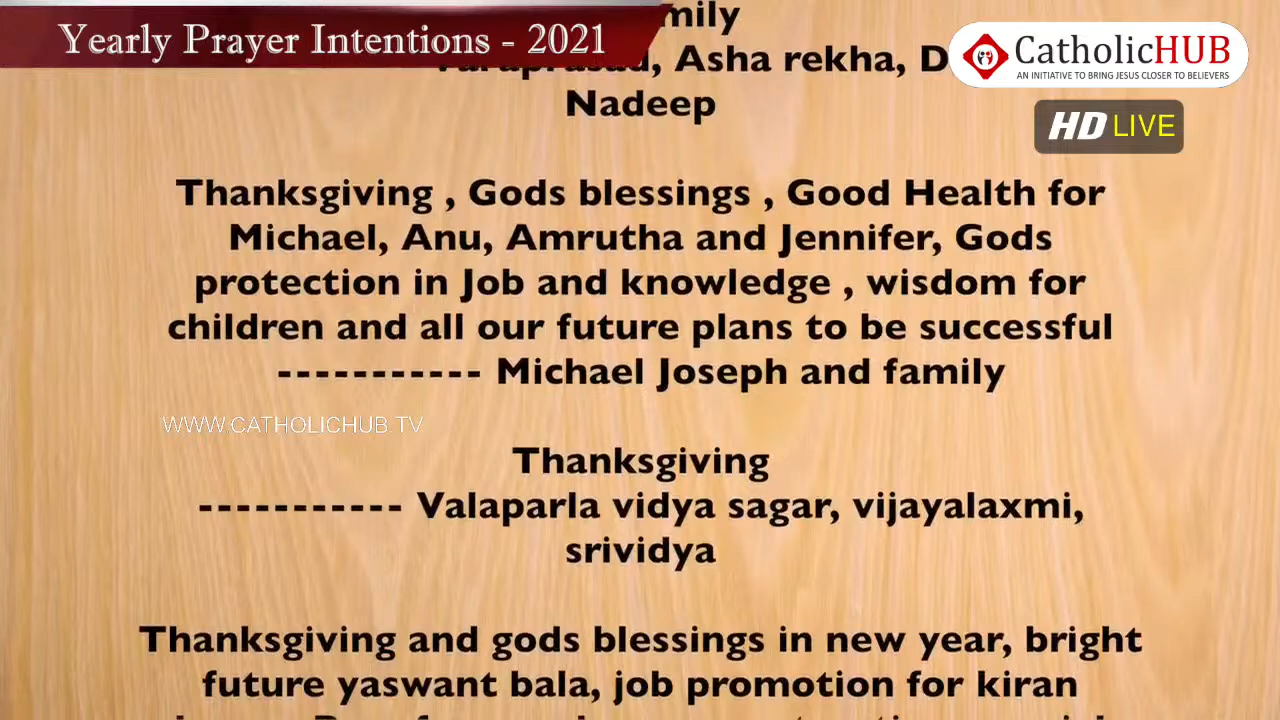 Yearly Prayer Intentions - 2021
CatholicHUB
AN INITIATIVE TO BRING JESUS CLOSER TO BELIEVERS
HD LIVE
Asha rekha,
Nadeep
Thanksgiving , Gods blessings , Good Health for
Michael, Anu, Amrutha and Jennifer, Gods
protection in Job and knowledge , wisdom for
children and all our future plans to be successful
----------- Michael Joseph and family
WWW.CATHOLICHUB.TV
Thanksgiving
----------- Valaparla vidya sagar, vijayalaxmi,
srividya
Thanksgiving and gods blessings in new year, bright
future yaswant bala, job promotion for kiran